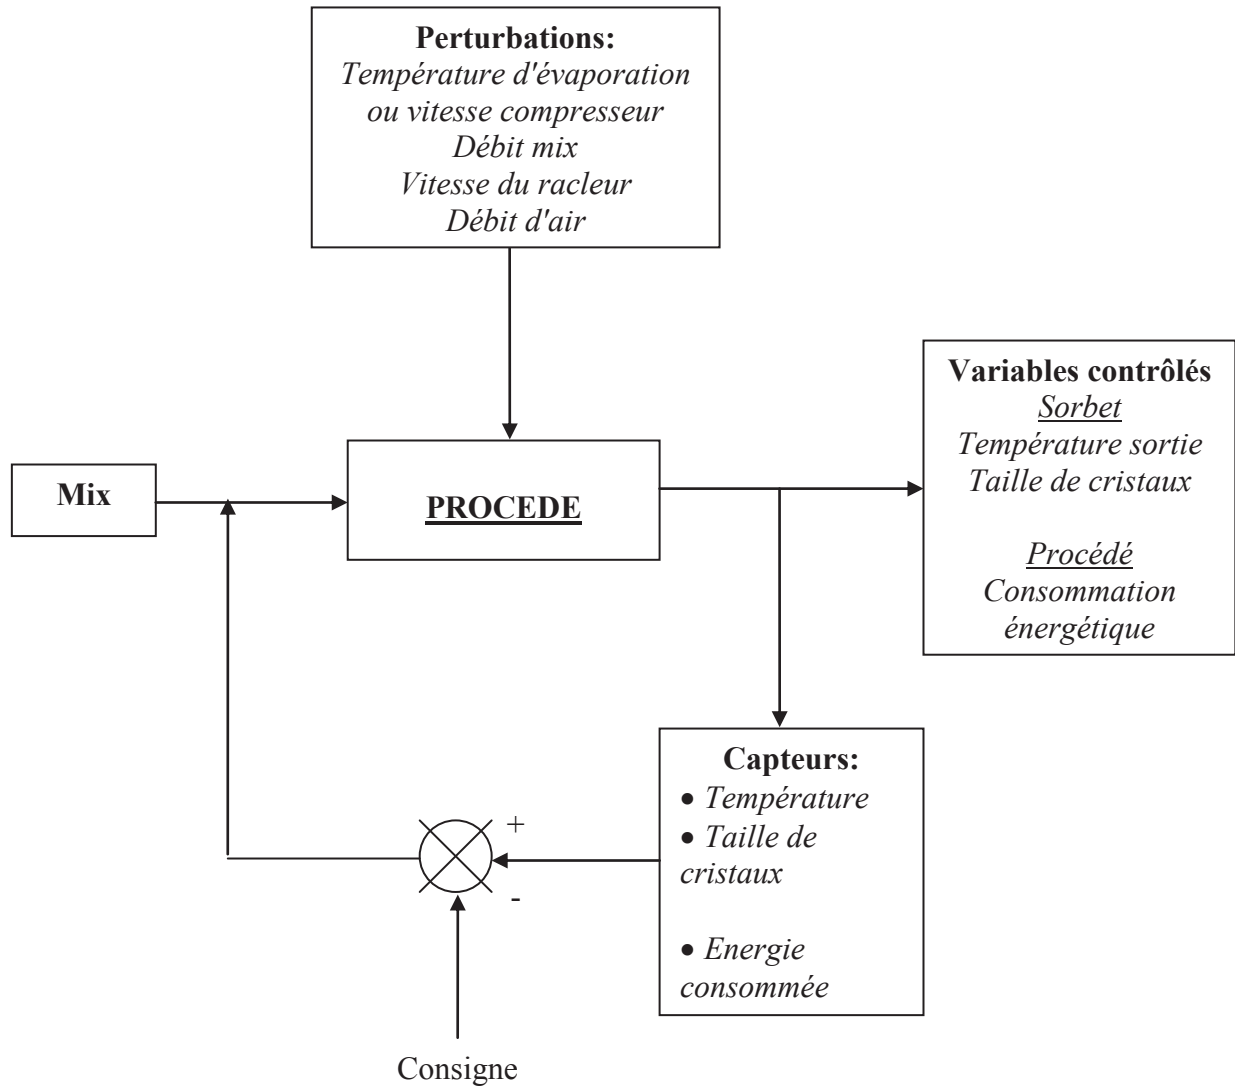 Perturbations:
Température d'évaporation
ou vitesse compresseur
Débit mix
Vitesse du racleur
Débit d'air
Variables contrôlés
Sorbet
Température sortie
Taille de cristaux
Procédé
Consommation
énergétique
Mix
PROCEDE
Capteurs:
• Température
• Taille de
cristaux
• Energie
consommée
+
-
Consigne